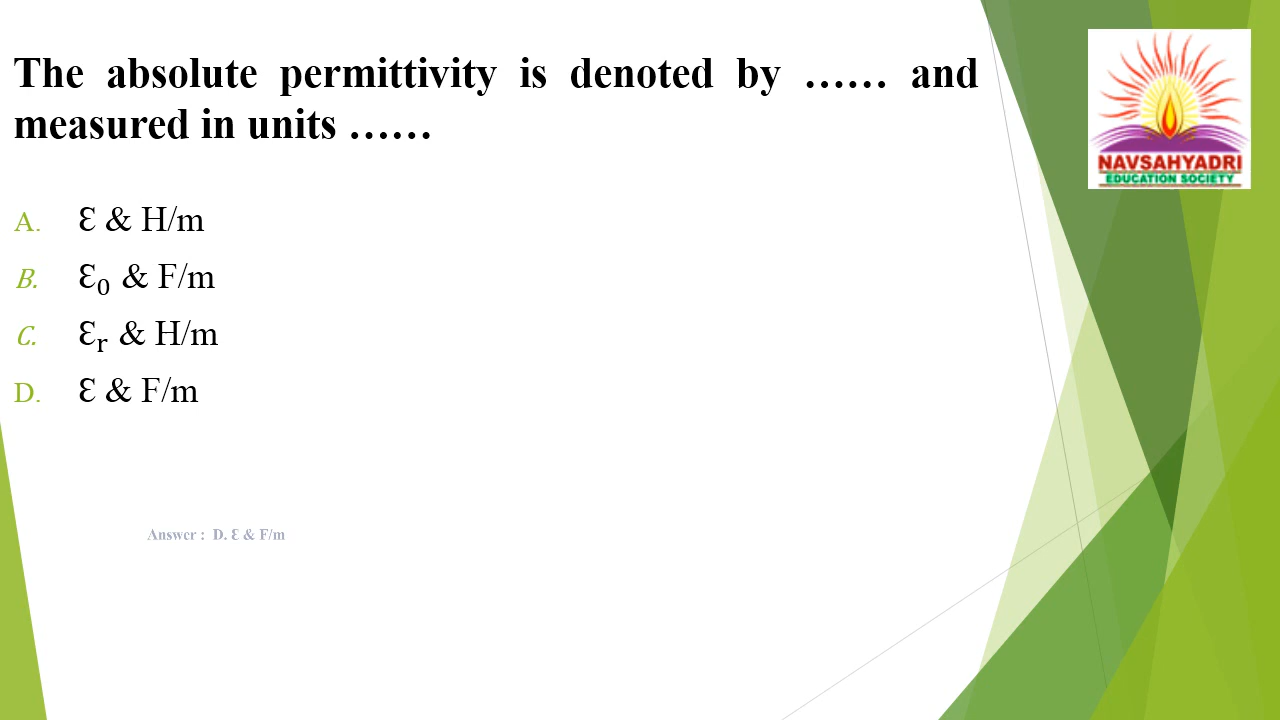 The absolute permittivity is denoted by …… and
measured in units ……
A. Ɛ & H/m
B. Ɛ₀ & F/m
C. Ɛᵣ & H/m
D. Ɛ & F/m
Answer : D. Ɛ & F/m
NAVSAHYADRI
EDUCATION SOCIETY